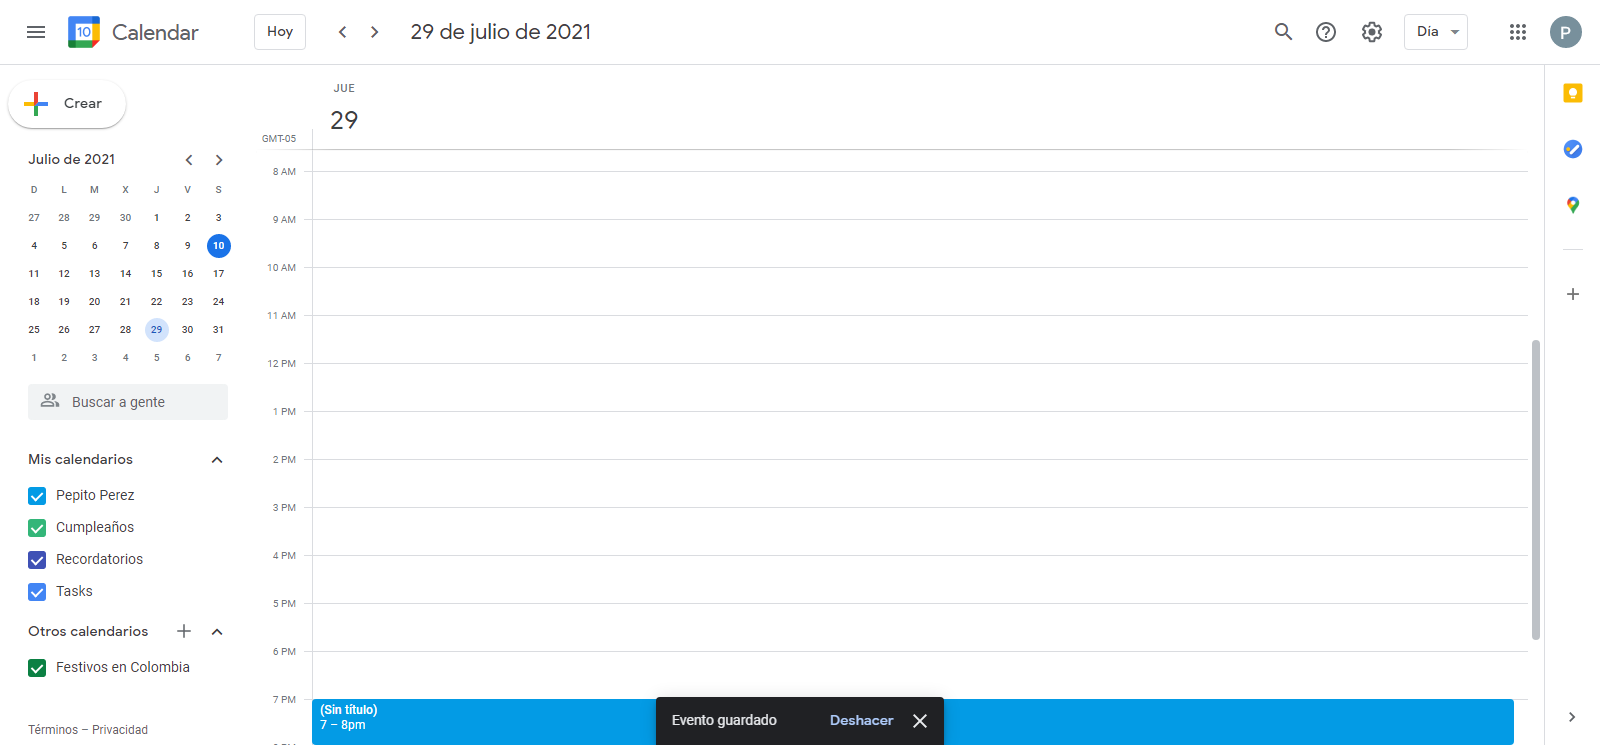 10 Calendar
Hoy
29 de julio de 2021
Día
P
Crear
Julio de 2021
D L M X J V S
27 28 29 30 1 2 3
4 5 6 7 8 9 10
11 12 13 14 15 16 17
18 19 20 21 22 23 24
25 26 27 28 29 30 31
1 2 3 4 5 6 7
Buscar a gente
Mis calendarios
Pepito Perez
Cumpleaños
Recordatorios
Tasks
Otros calendarios
Festivos en Colombia
Términos – Privacidad
JUE
29
GMT-05
8 AM
9 AM
10 AM
11 AM
12 PM
1 PM
2 PM
3 PM
4 PM
5 PM
6 PM
7 PM
(Sin título)
7 – 8pm
Evento guardado Deshacer